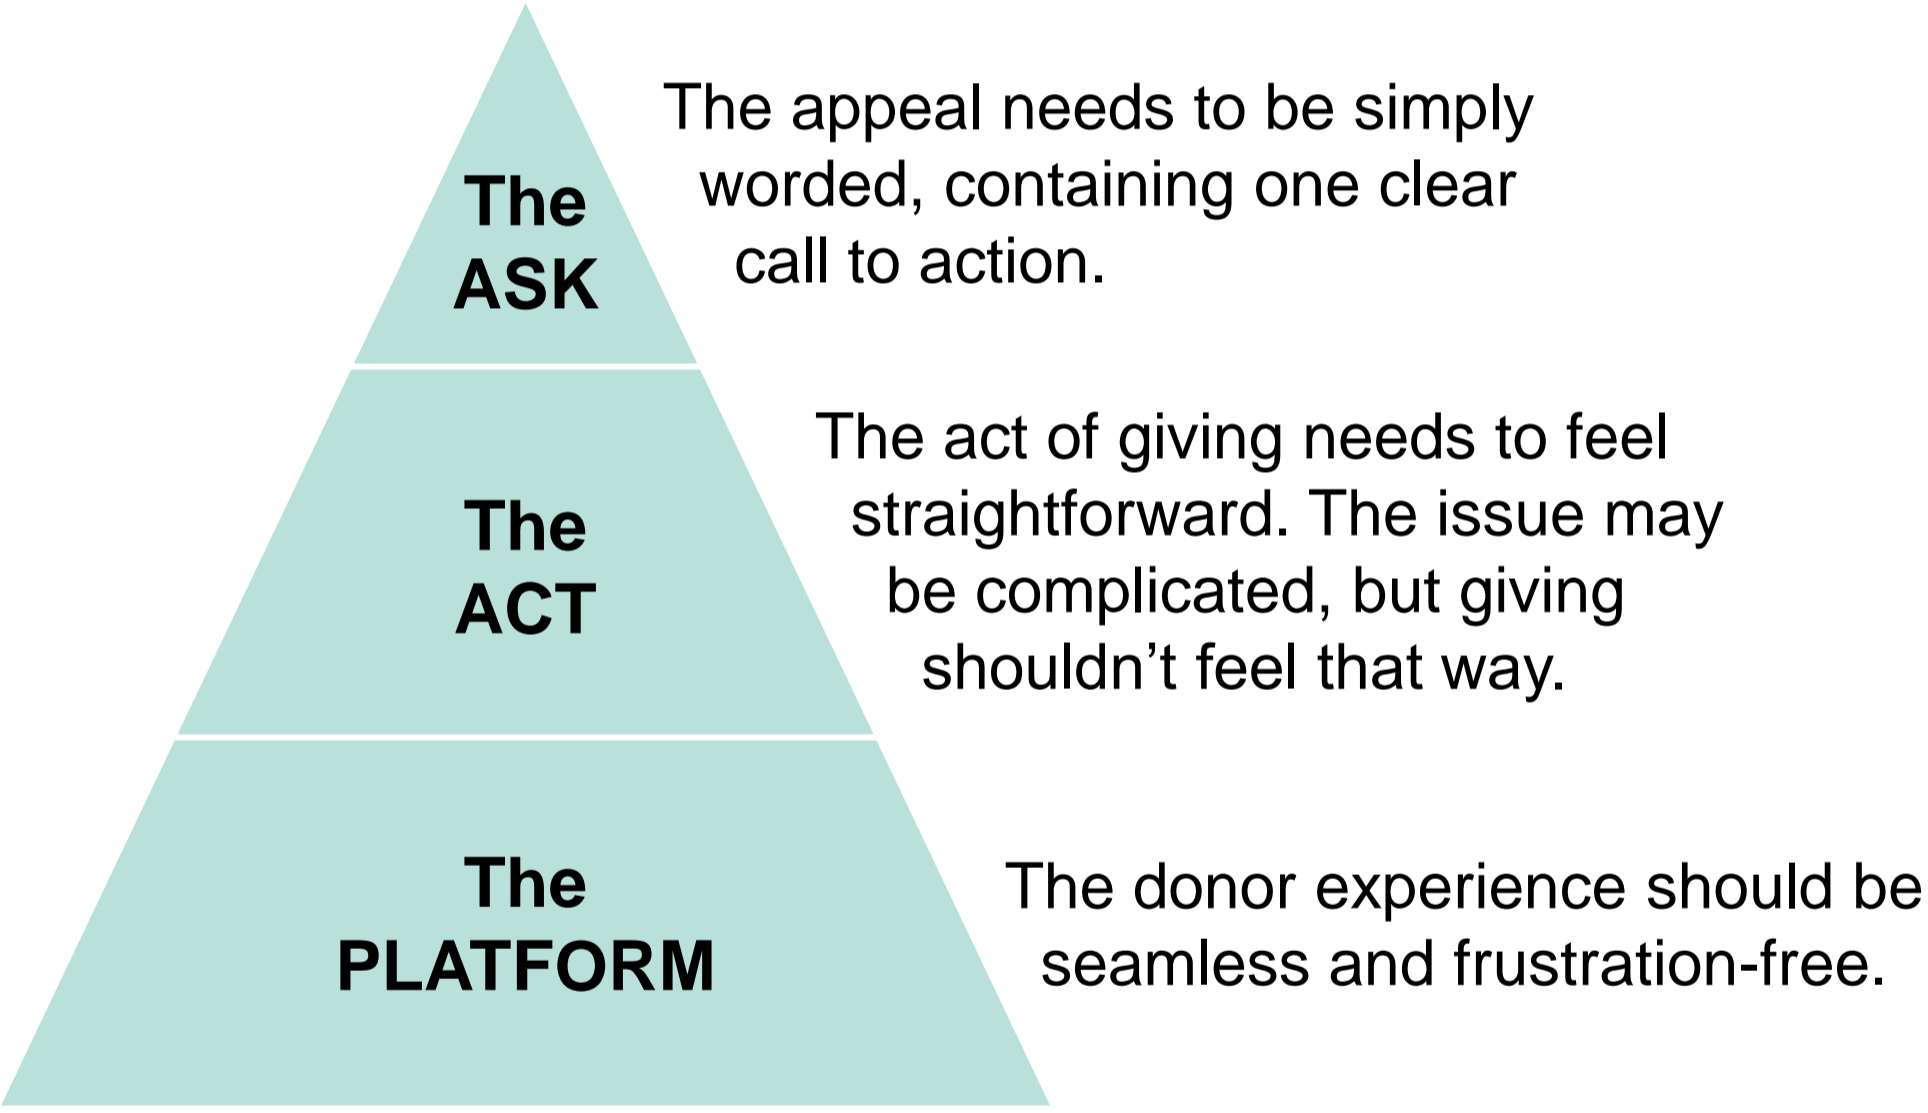 The
ASK
The appeal needs to be simply
worded, containing one clear
call to action.
The
ACT
The act of giving needs to feel
straightforward. The issue may
be complicated, but giving
shouldn’t feel that way.
The
PLATFORM
The donor experience should be
seamless and frustration-free.